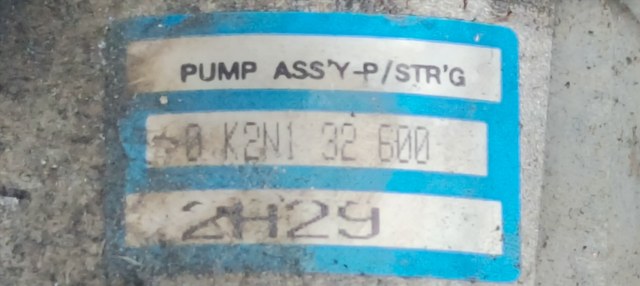 PUMP ASS'Y-P/STR'G
0 K2N1 32 600
2H29